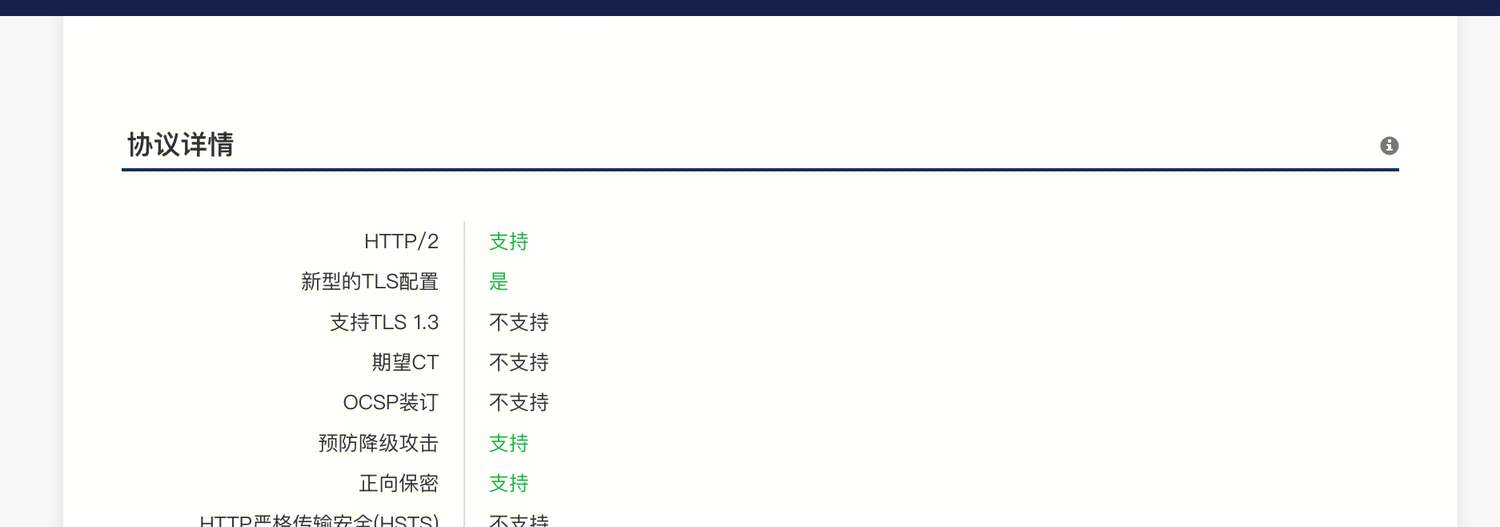 协议详情
HTTP/2 支持
新型的TLS配置 是
支持TLS 1.3 不支持
期望CT 不支持
OCSP装订 不支持
预防降级攻击 支持
正向保密 支持
HTTP严格传输安全(HSTS) 不支持